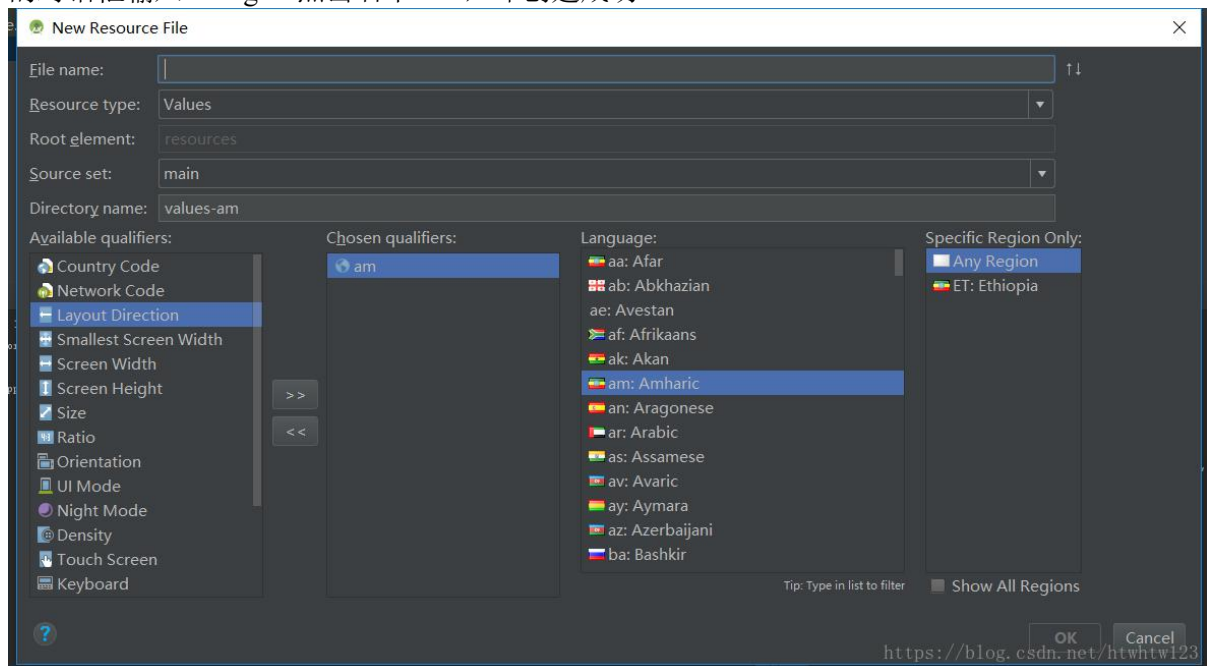 New Resource File
File name:
Resource type: Values
Root element: resources
Source set: main
Directory name: values-am
Available qualifiers:
Country Code
Network Code
Layout Direction
Smallest Screen Width
Screen Width
Screen Height
Size
Ratio
Orientation
UI Mode
Night Mode
Density
Touch Screen
Keyboard
>>
<<
Chosen qualifiers:
am
Language:
aa: Afar
ab: Abkhazian
ae: Avestan
af: Afrikaans
ak: Akan
am: Amharic
an: Aragonese
ar: Arabic
as: Assamese
av: Avaric
ay: Aymara
az: Azerbaijani
ba: Bashkir
Tip: Type in list to filter
Specific Region Only:
Any Region
ET: Ethiopia
Show All Regions
?
OK Cancel
https://blog.csdn.net/htwhtw123